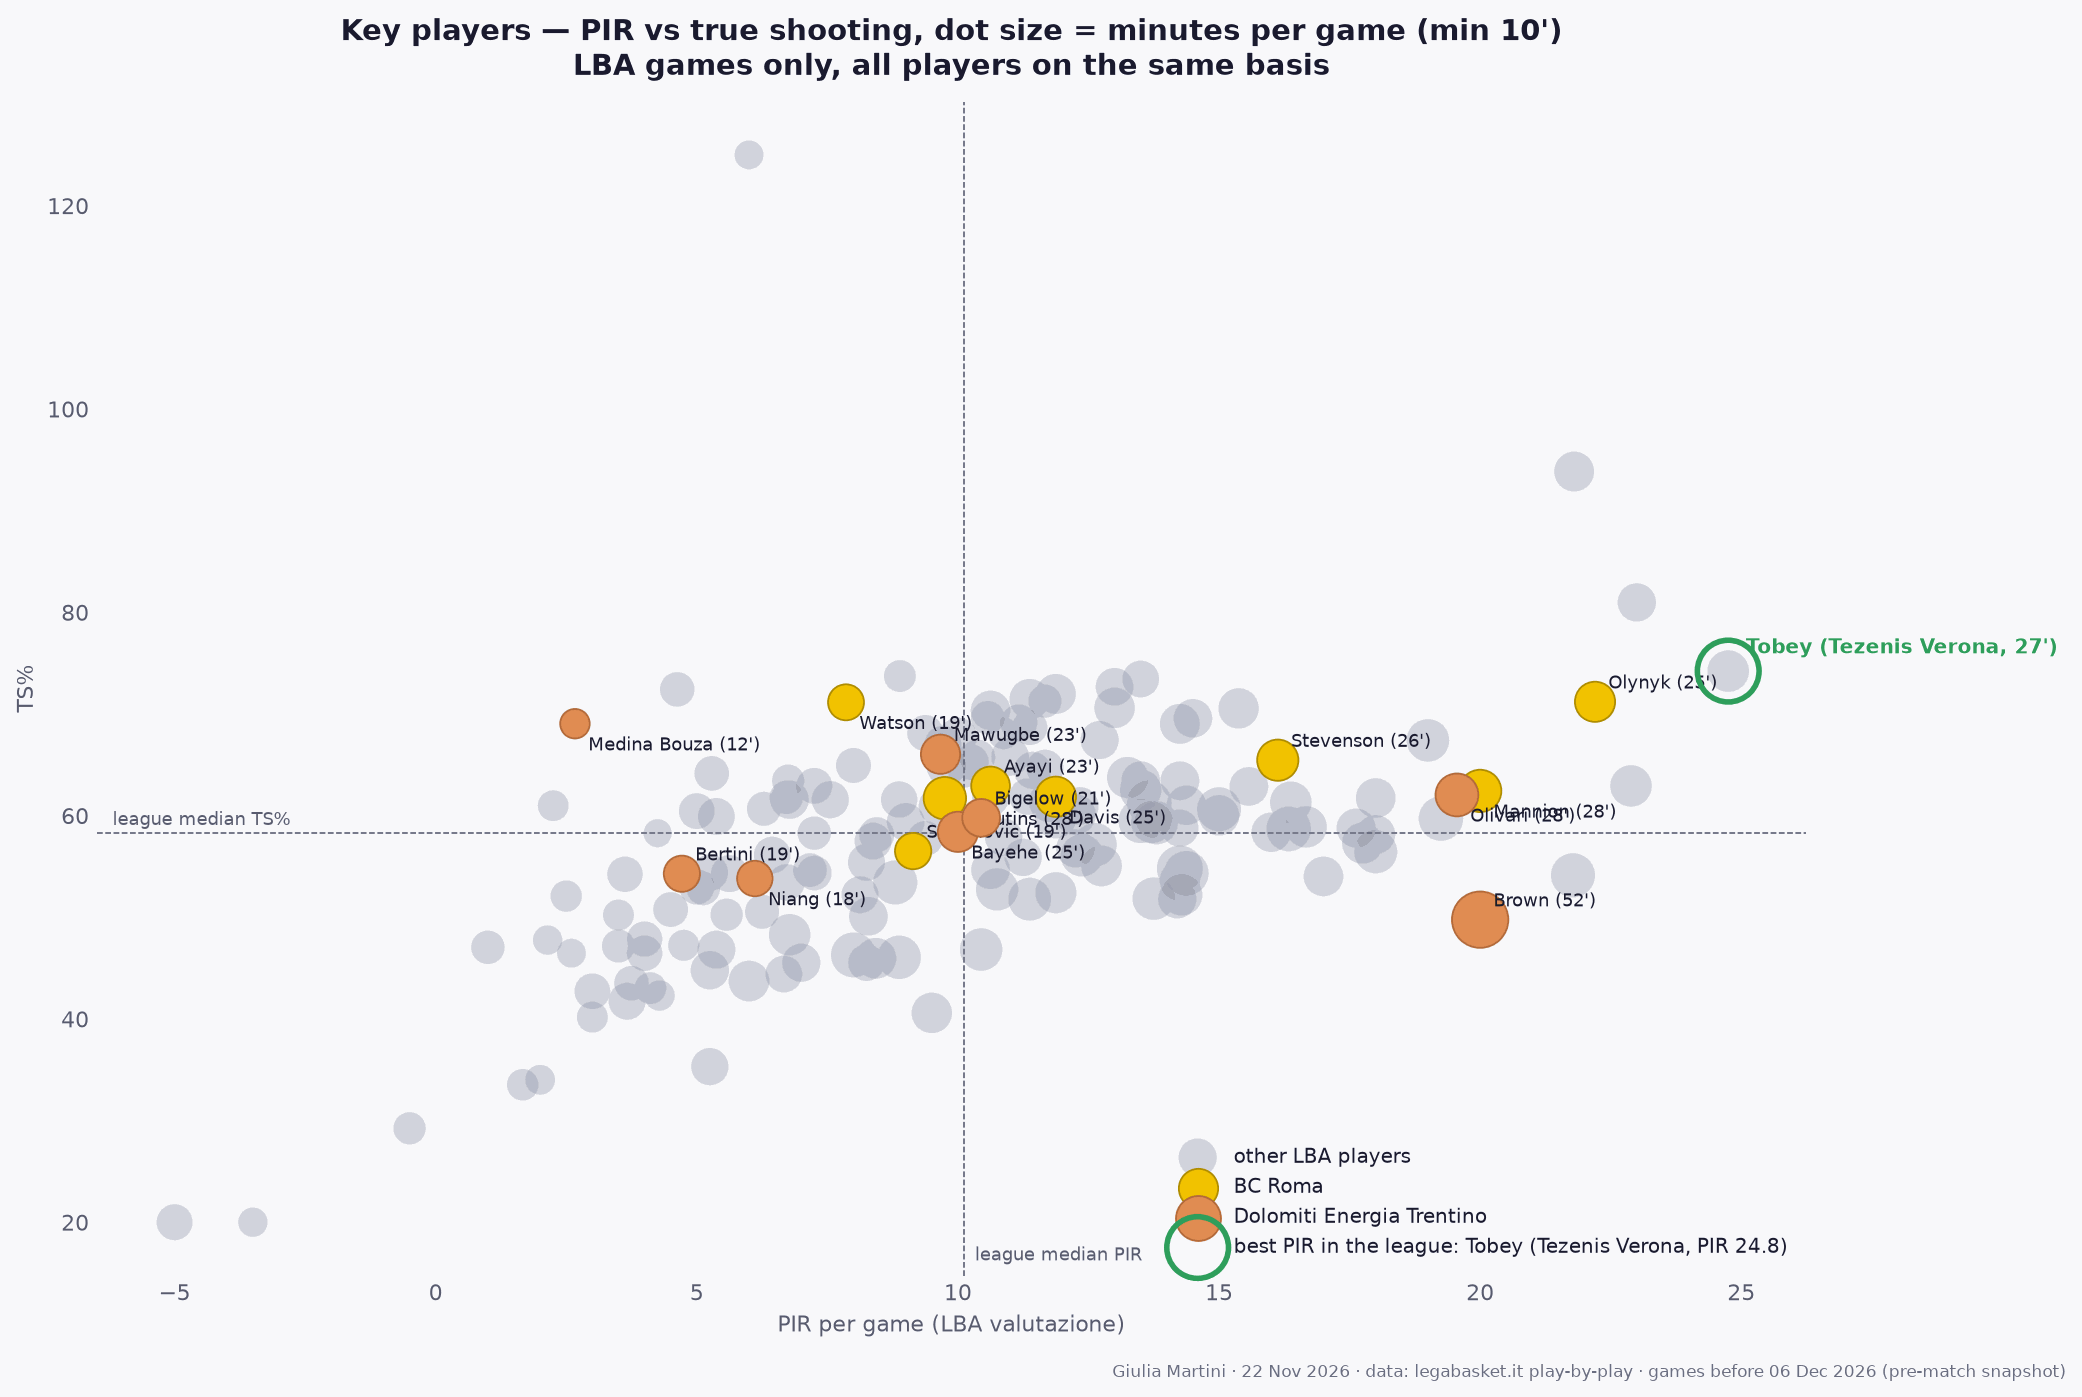 Key players — PIR vs true shooting, dot size = minutes per game (min 10')
LBA games only, all players on the same basis
120
100
80
60
40
20
TS%
Tobey (Tezenis Verona, 27')
Olynyk (25')
Watson (19')
Mawugbe (23')
Medina Bouza (12')
Stevenson (26')
Ayayi (23')
Bigelow (21')
Mannion (28')
(28')
Davis (25')
league median TS%
(28')
(19')
Bayehe (25')
Bertini (19')
Niang (18')
Brown (52')
other LBA players
BC Roma
Dolomiti Energia Trentino
best PIR in the league: Tobey (Tezenis Verona, PIR 24.8)
league median PIR
−5
0
5
10
15
20
25
PIR per game (LBA valutazione)
Giulia Martini · 22 Nov 2026 · data: legabasket.it play-by-play · games before 06 Dec 2026 (pre-match snapshot)